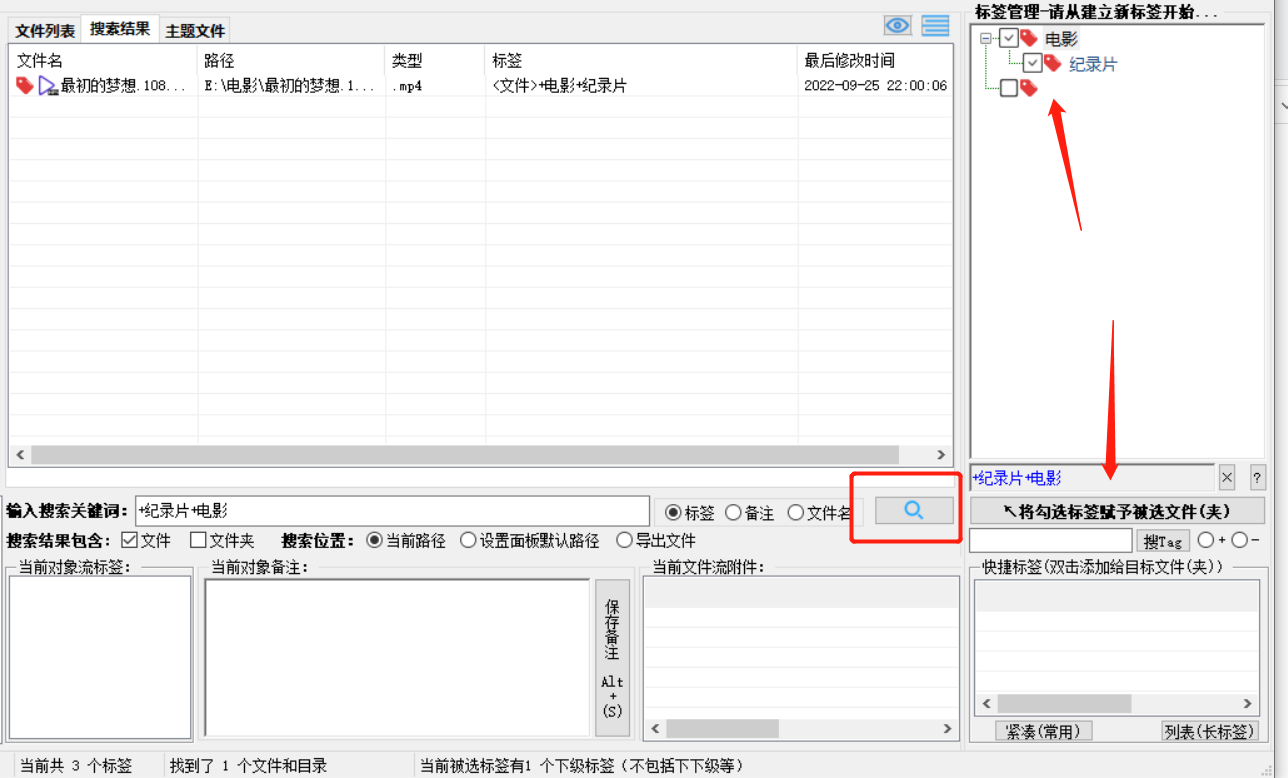 文件列表 搜索结果 主题文件
标签管理-请从建立新标签开始...
文件名 路径 类型 标签 最后修改时间
最初的梦想.108... E:\电影\最初的梦想.1... .mp4 <文件>+电影+纪录片 2022-09-25 22:00:06
电影
纪录片
+纪录片+电影 × ?
输入搜索关键词: +纪录片+电影 标签 备注 文件名
↖将勾选标签赋予被选文件(夹)
搜索结果包含: 文件 文件夹 搜索位置: 当前路径 设置面板默认路径 导出文件
搜Tag + -
当前对象流标签: 当前对象备注: 当前文件流附件:
快捷标签(双击添加给目标文件(夹))
保存备注 Alt + (S)
紧凑(常用) 列表(长标签)
当前共 3 个标签 找到了 1 个文件和目录 当前被选标签有1 个下级标签（不包括下下级等）